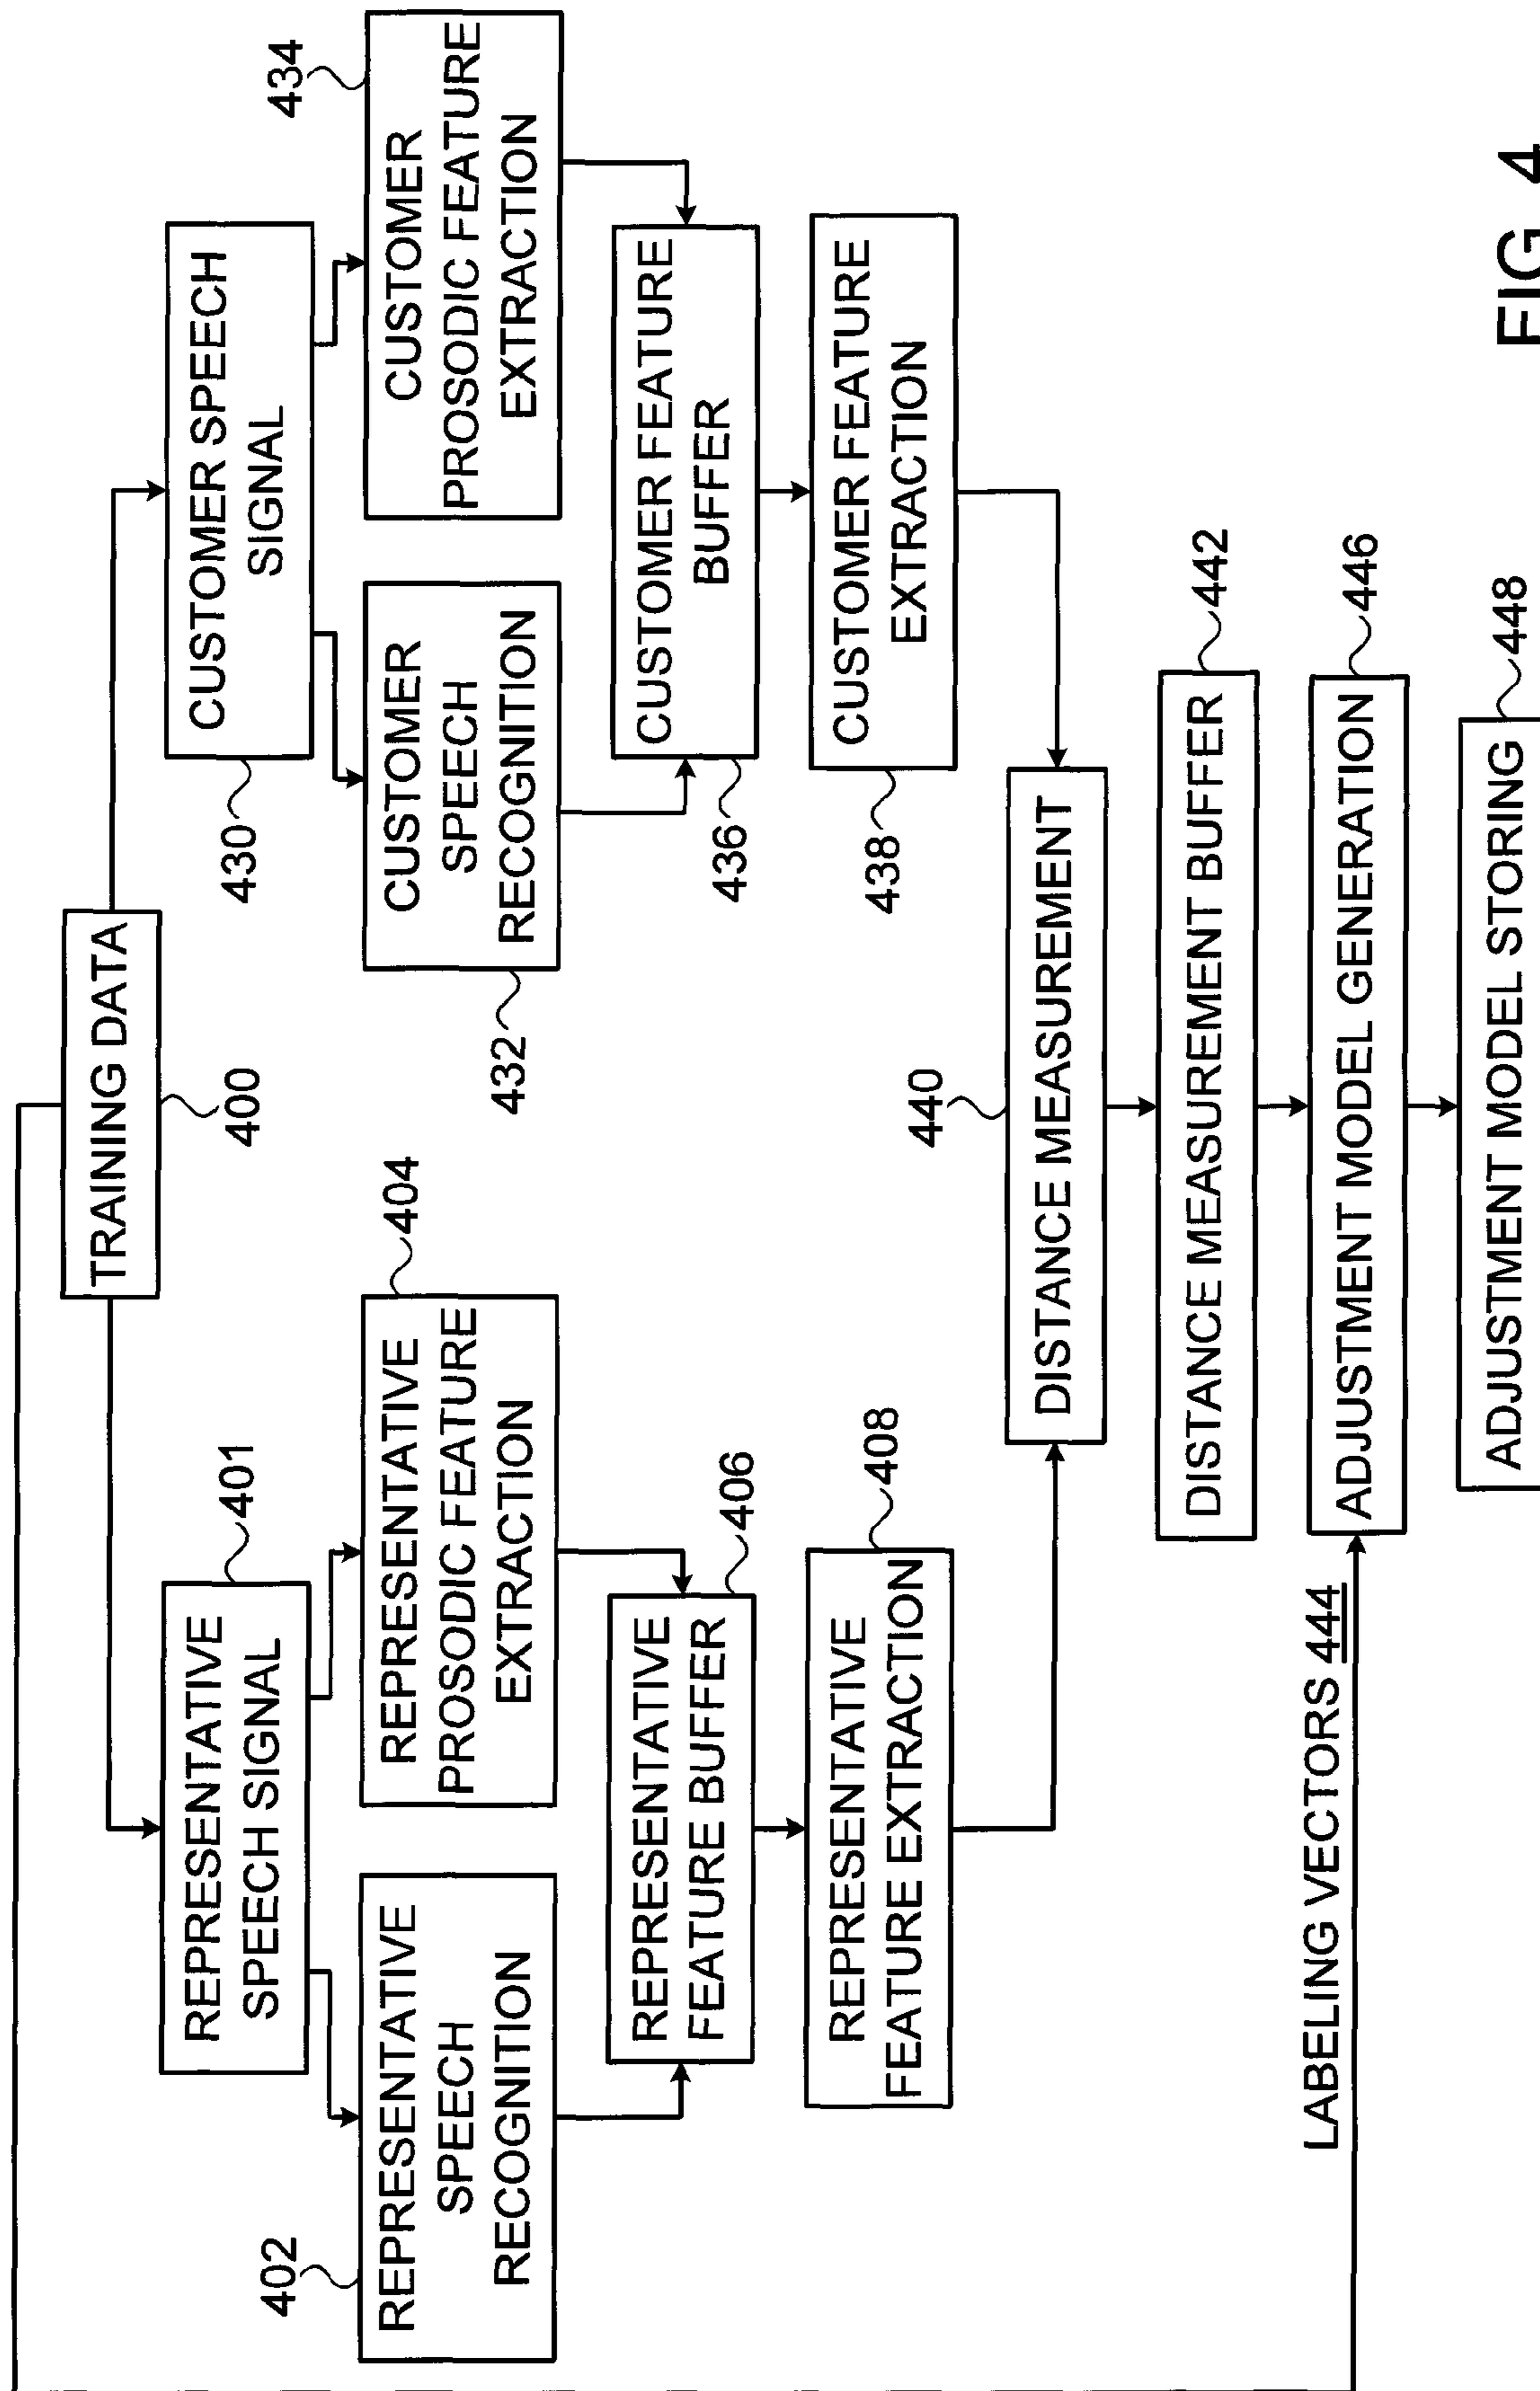 TRAINING DATA
400
REPRESENTATIVE
SPEECH SIGNAL
401
CUSTOMER SPEECH
SIGNAL
430
402
REPRESENTATIVE
SPEECH
RECOGNITION
REPRESENTATIVE
PROSODIC FEATURE
EXTRACTION
404
CUSTOMER
SPEECH
RECOGNITION
432
CUSTOMER
PROSODIC FEATURE
EXTRACTION
434
REPRESENTATIVE
FEATURE BUFFER
406
CUSTOMER FEATURE
BUFFER
436
REPRESENTATIVE
FEATURE EXTRACTION
408
CUSTOMER FEATURE
EXTRACTION
438
440
DISTANCE MEASUREMENT
DISTANCE MEASUREMENT BUFFER
442
LABELING VECTORS 444
ADJUSTMENT MODEL GENERATION
446
ADJUSTMENT MODEL STORING
448
FIG 4